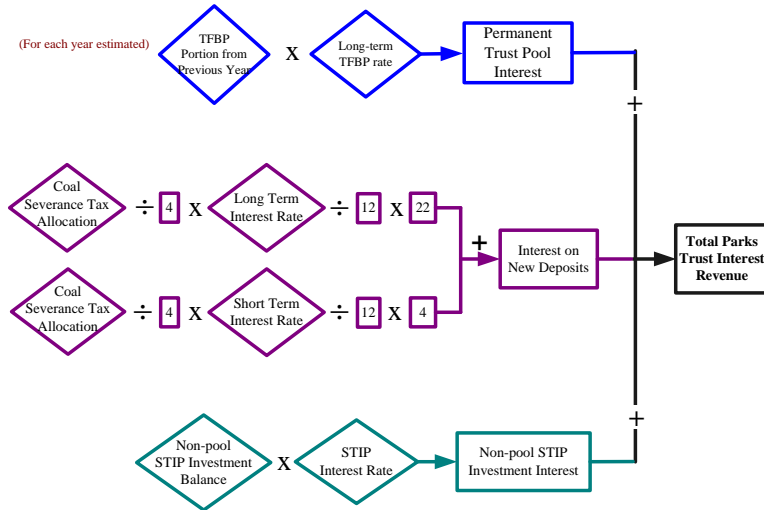 (For each year estimated)
TFBP
Portion from
Previous Year
X
Long-term
TFBP rate
Permanent
Trust Pool
Interest
+
Coal
Severance Tax
Allocation
÷ 4 X
Long Term
Interest Rate
÷ 12 X 22
+
Interest on
New Deposits
Total Parks
Trust Interest
Revenue
Coal
Severance Tax
Allocation
÷ 4 X
Short Term
Interest Rate
÷ 12 X 4
+
Non-pool
STIP Investment
Balance
X
STIP
Interest Rate
Non-pool STIP
Investment Interest